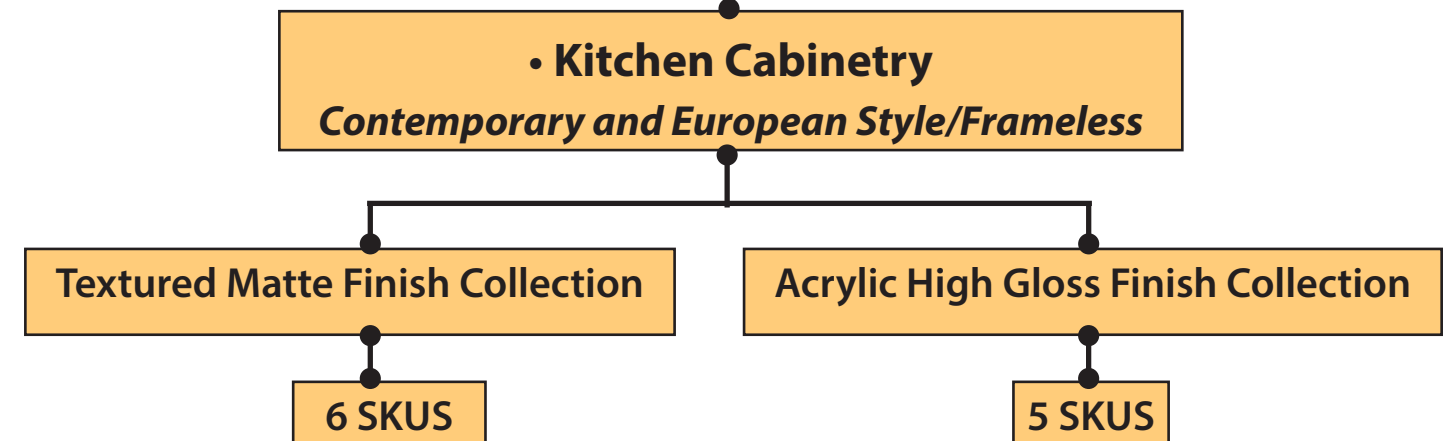 • Kitchen Cabinetry
Contemporary and European Style/Frameless
Textured Matte Finish Collection
Acrylic High Gloss Finish Collection
6 SKUS
5 SKUS